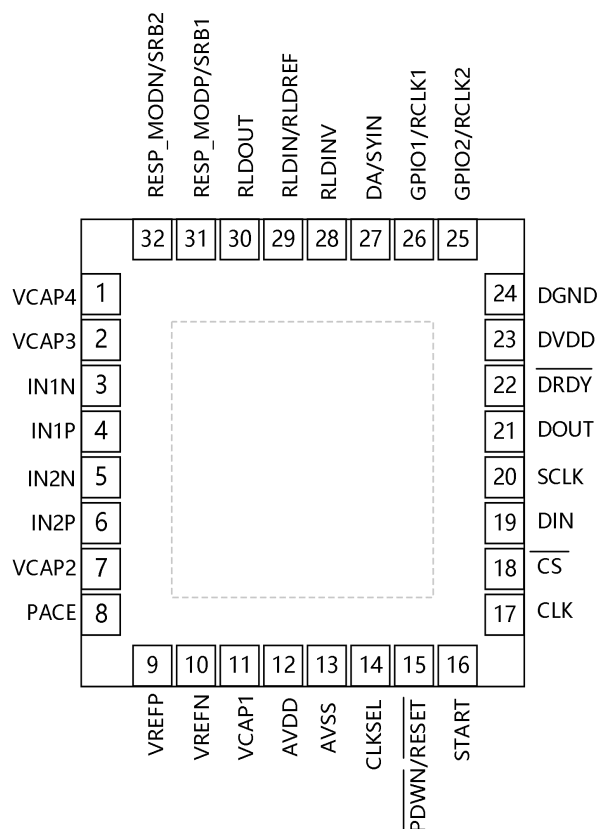 RESP_MODN/SRB2
RESP_MODP/SRB1
RLDOUT
RLDIN/RLDREF
RLDINV
DA/SYIN
GPIO1/RCLK1
GPIO2/RCLK2
32
31
30
29
28
27
26
25
VCAP4
1
VCAP3
2
IN1N
3
IN1P
4
IN2N
5
IN2P
6
VCAP2
7
PACE
8
24
DGND
23
DVDD
22
DRDY
21
DOUT
20
SCLK
19
DIN
18
CS
17
CLK
9
10
11
12
13
14
15
16
VREFP
VREFN
VCAP1
AVDD
AVSS
CLKSEL
PDWN/RESET
START